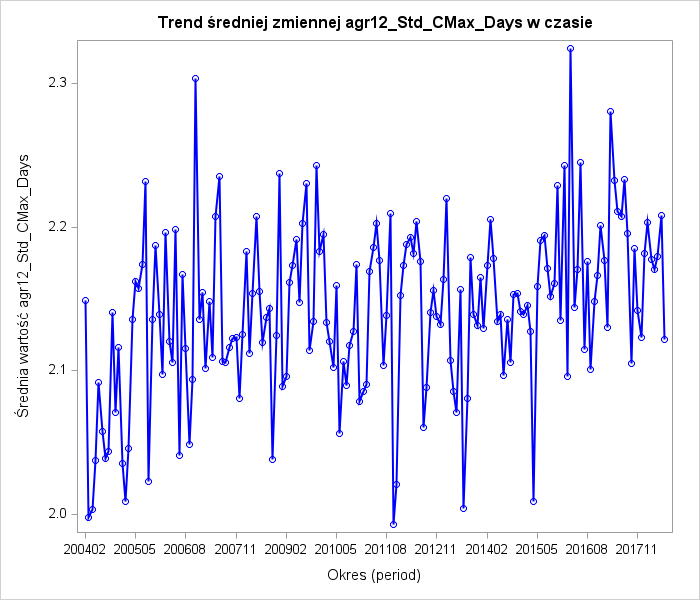 Trend średniej zmiennej agr12_Std_CMax_Days w czasie
Średnia wartość agr12_Std_CMax_Days
2.3
2.2
2.1
2.0
200402 200505 200608 200711 200902 201005 201108 201211 201402 201505 201608 201711
Okres (period)